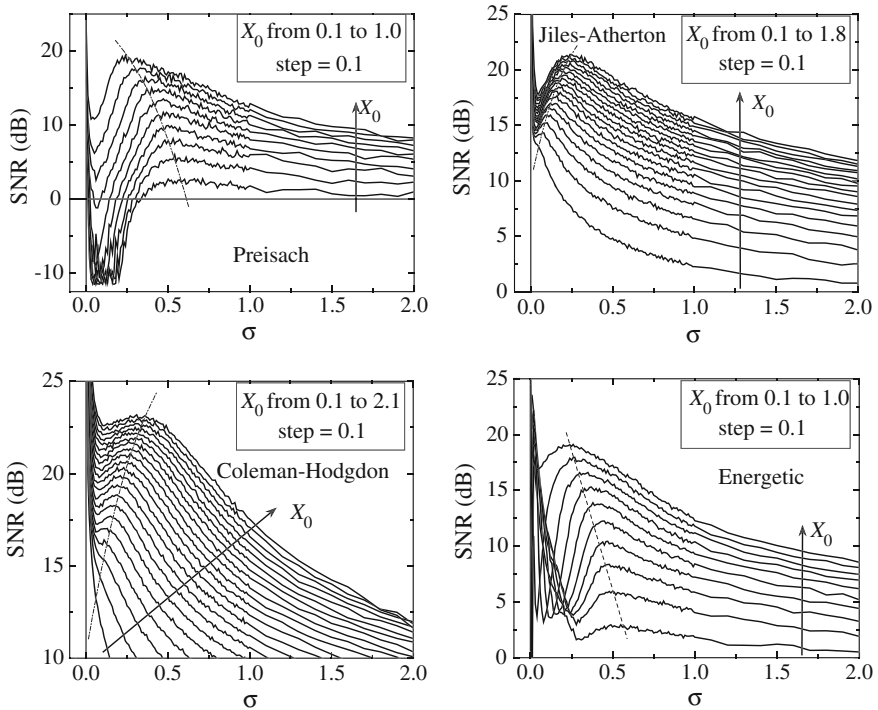 X0 from 0.1 to 1.0
step = 0.1
20
10
0
-10
SNR (dB)
X0
Preisach
0.0 0.5 1.0 1.5 2.0
σ
Jiles-Atherton
X0 from 0.1 to 1.8
step = 0.1
25
20
15
10
5
0
SNR (dB)
X0
0.0 0.5 1.0 1.5 2.0
σ
X0 from 0.1 to 2.1
step = 0.1
25
20
15
10
SNR (dB)
Coleman-Hodgdon
X0
0.0 0.5 1.0 1.5 2.0
σ
X0 from 0.1 to 1.0
step = 0.1
25
20
15
10
5
0
SNR (dB)
Energetic
X0
0.0 0.5 1.0 1.5 2.0
σ